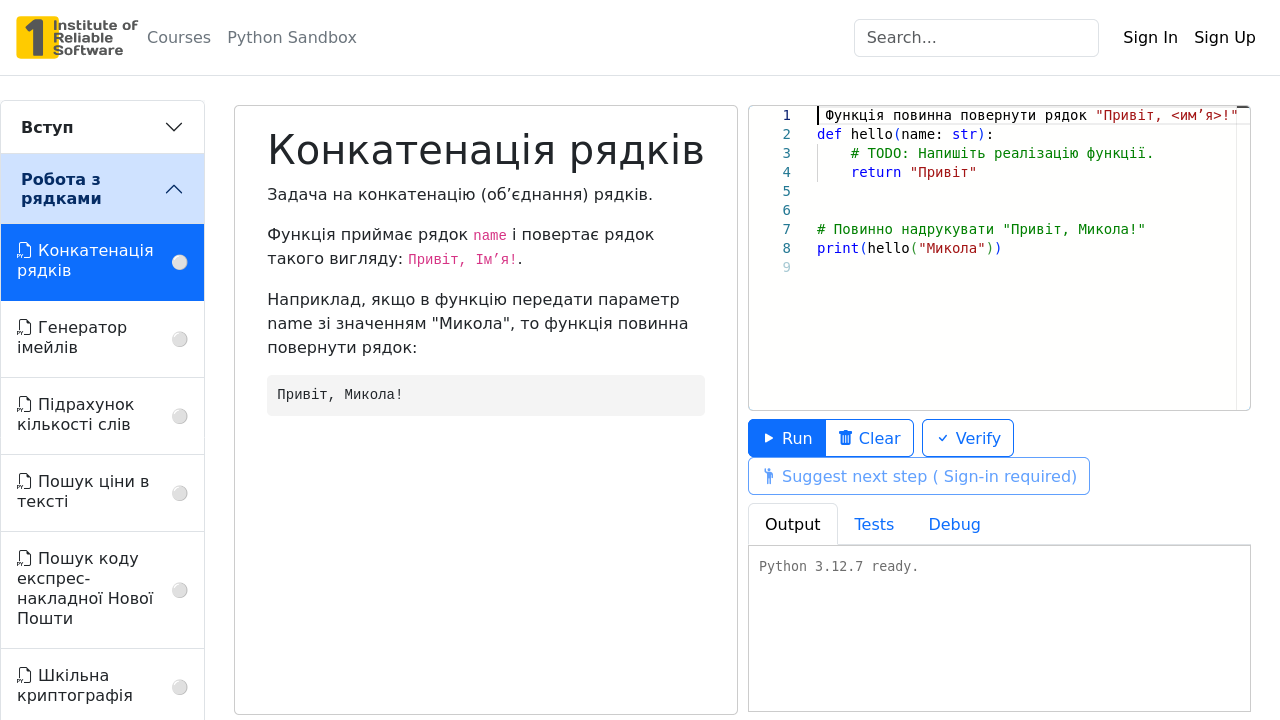 Institute of
Reliable
Software
Courses
Python Sandbox
Search...
Sign In
Sign Up
Вступ
Робота з
рядками
Конкатенація
рядків
Генератор
імейлів
Підрахунок
кількості слів
Пошук ціни в
тексті
Пошук коду
експрес-
накладної Нової
Пошти
Шкільна
криптографія
Конкатенація рядків
Задача на конкатенацію (об’єднання) рядків.
Функція приймає рядок name і повертає рядок
такого вигляду: Привіт, Ім’я!.
Наприклад, якщо в функцію передати параметр
name зі значенням "Микола", то функція повинна
повернути рядок:
Привіт, Микола!
1 Функція повинна повернути рядок "Привіт, <им’я>!"
2 def hello(name: str):
3 # TODO: Напишіть реалізацію функції.
4 return "Привіт"
5
6
7 # Повинно надрукувати "Привіт, Микола!"
8 print(hello("Микола"))
9
Run
Clear
Verify
Suggest next step ( Sign-in required)
Output
Tests
Debug
Python 3.12.7 ready.